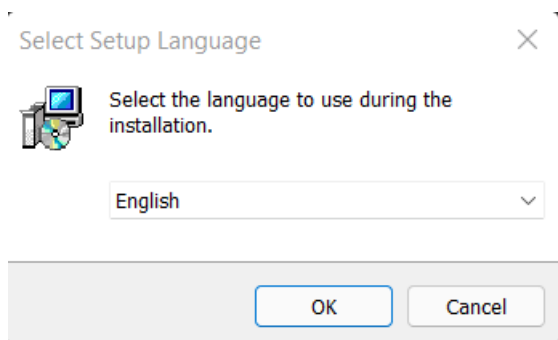 Select Setup Language
Select the language to use during the
installation.
English
OK
Cancel